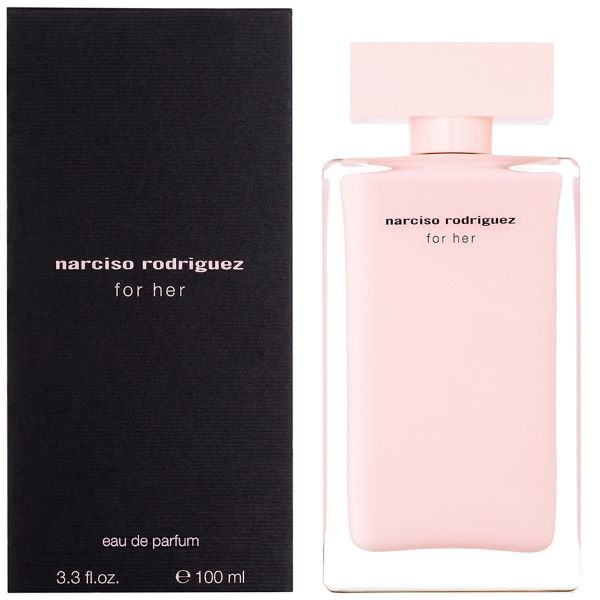 narciso rodriguez
for her
eau de parfum
3.3 fl.oz. ℮ 100 ml
narciso rodriguez
for her